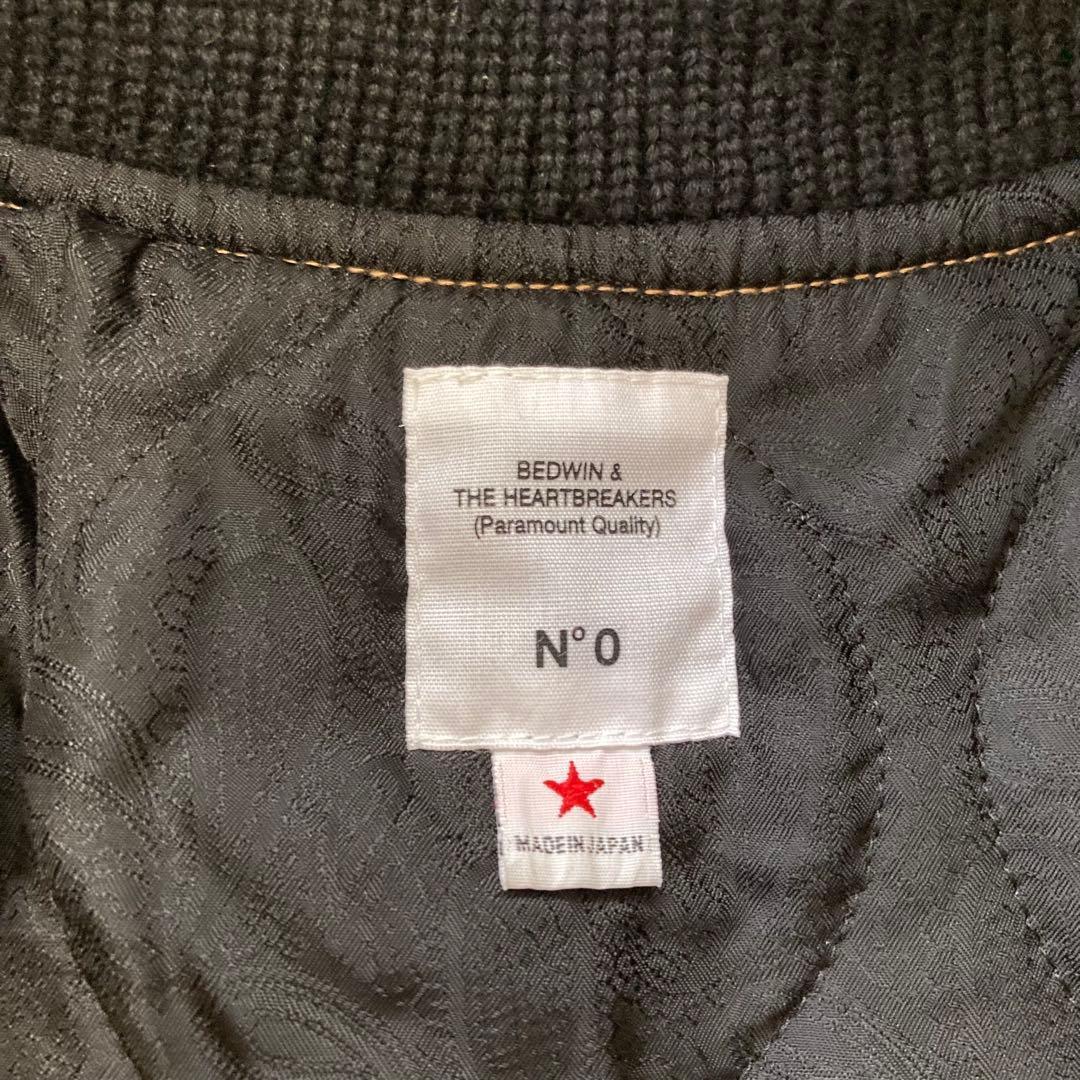 BEDWIN &
THE HEARTBREAKERS
(Paramount Quality)
N° 0
MADE IN JAPAN